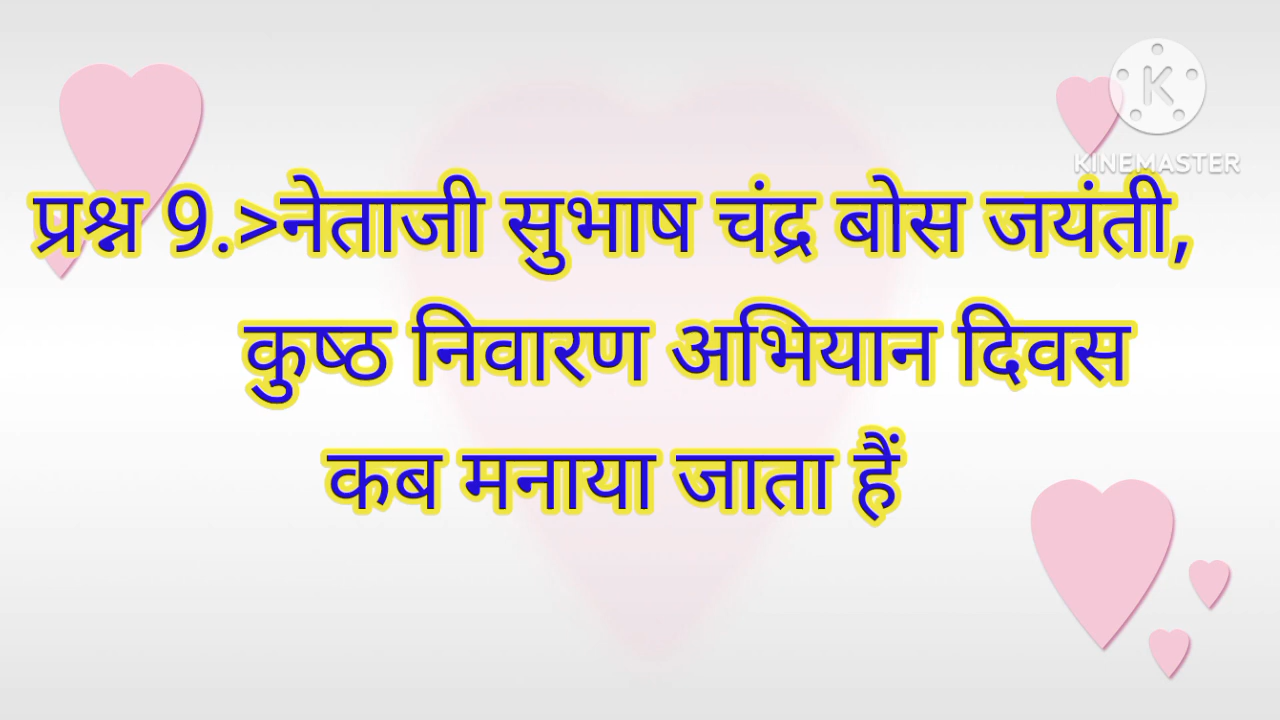 KINEMASTER
प्रश्न 9.>नेताजी सुभाष चंद्र बोस जयंती,
कुष्ठ निवारण अभियान दिवस
कब मनाया जाता हैं